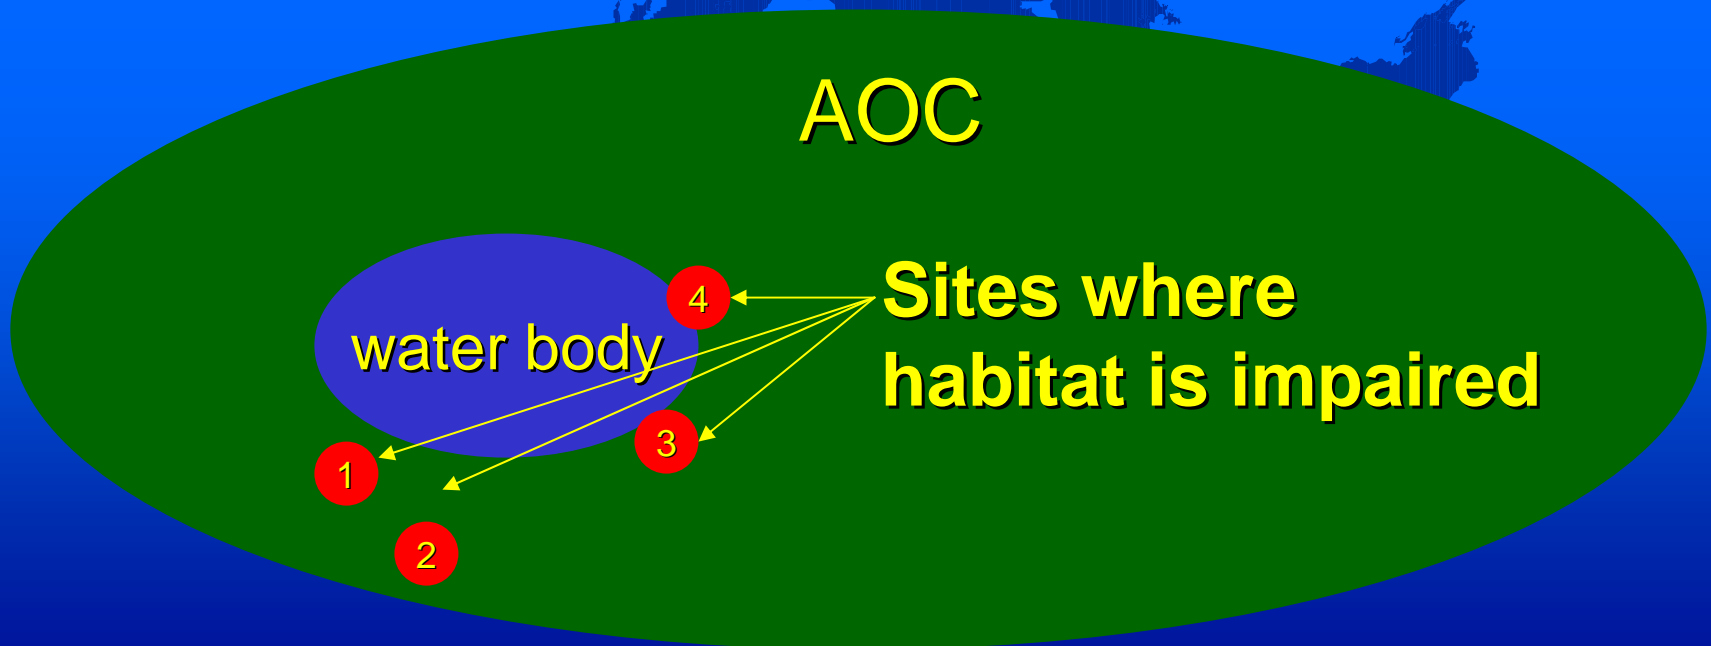 AOC
Sites where
habitat is impaired
water body
4
3
1
2